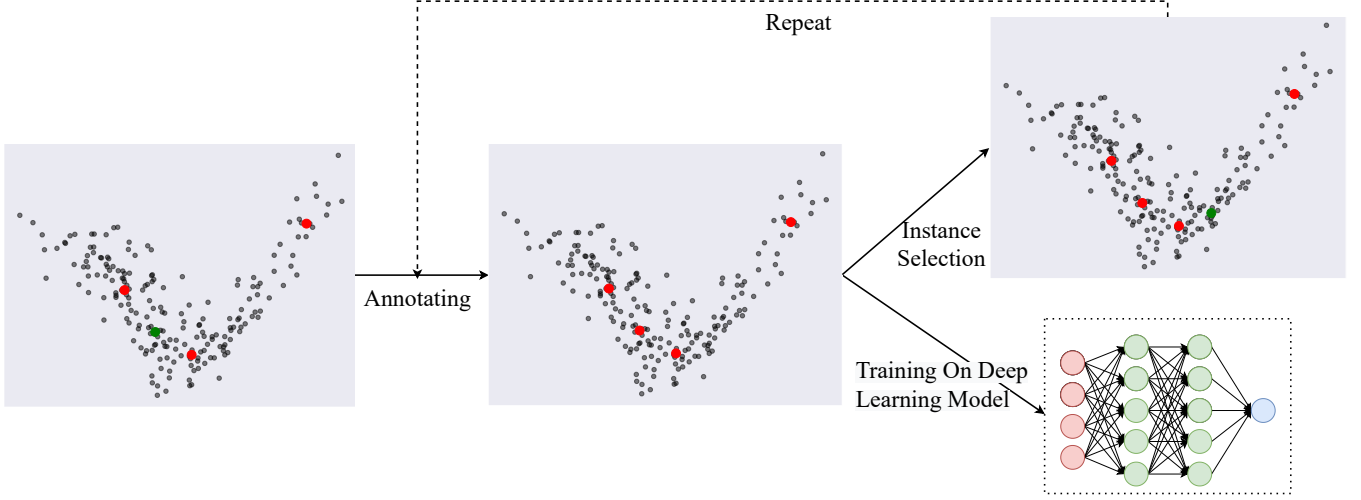 Repeat
Annotating
Instance
Selection
Training On Deep
Learning Model